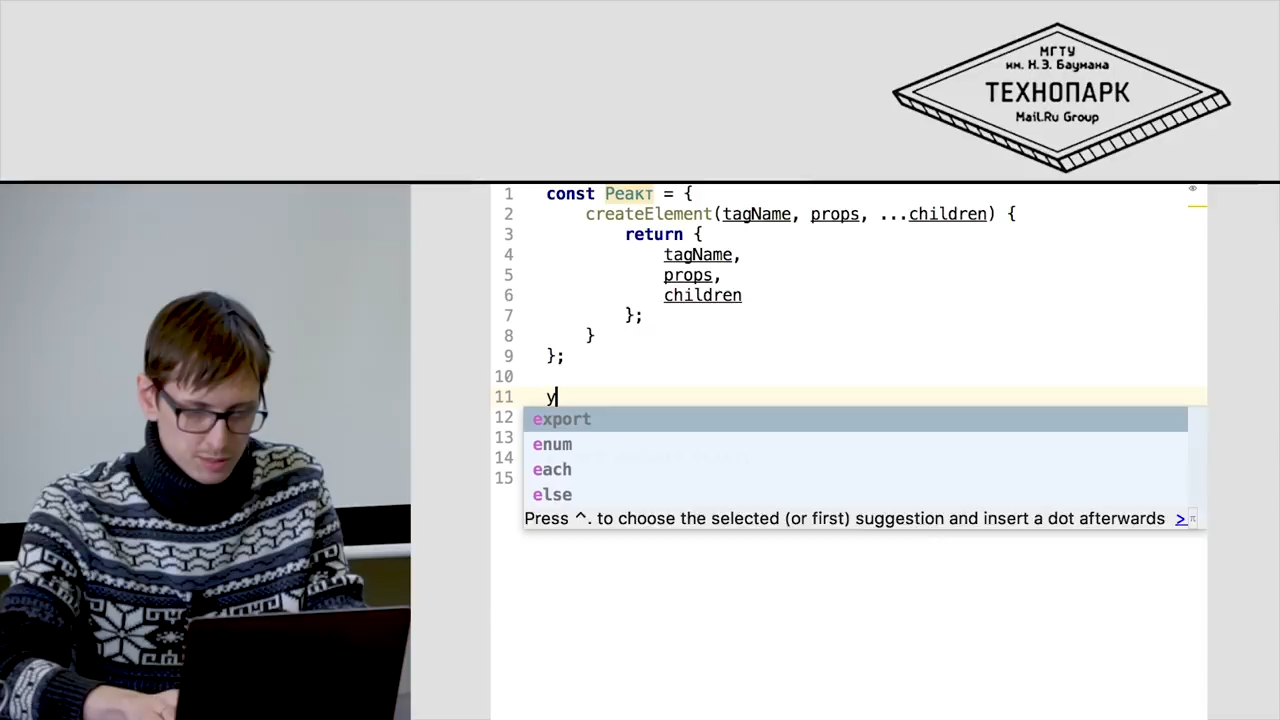 МГТУ
им. Н.Э. Баумана
ТЕХНОПАРК
Mail.Ru Group
1 const Реакт = {
2 createElement(tagName, props, ...children) {
3 return {
4 tagName,
5 props,
6 children
7 };
8 }
9 };
10
11 у
12 export
13 enum
14 each
15 else
Press ^. to choose the selected (or first) suggestion and insert a dot afterwards >
π